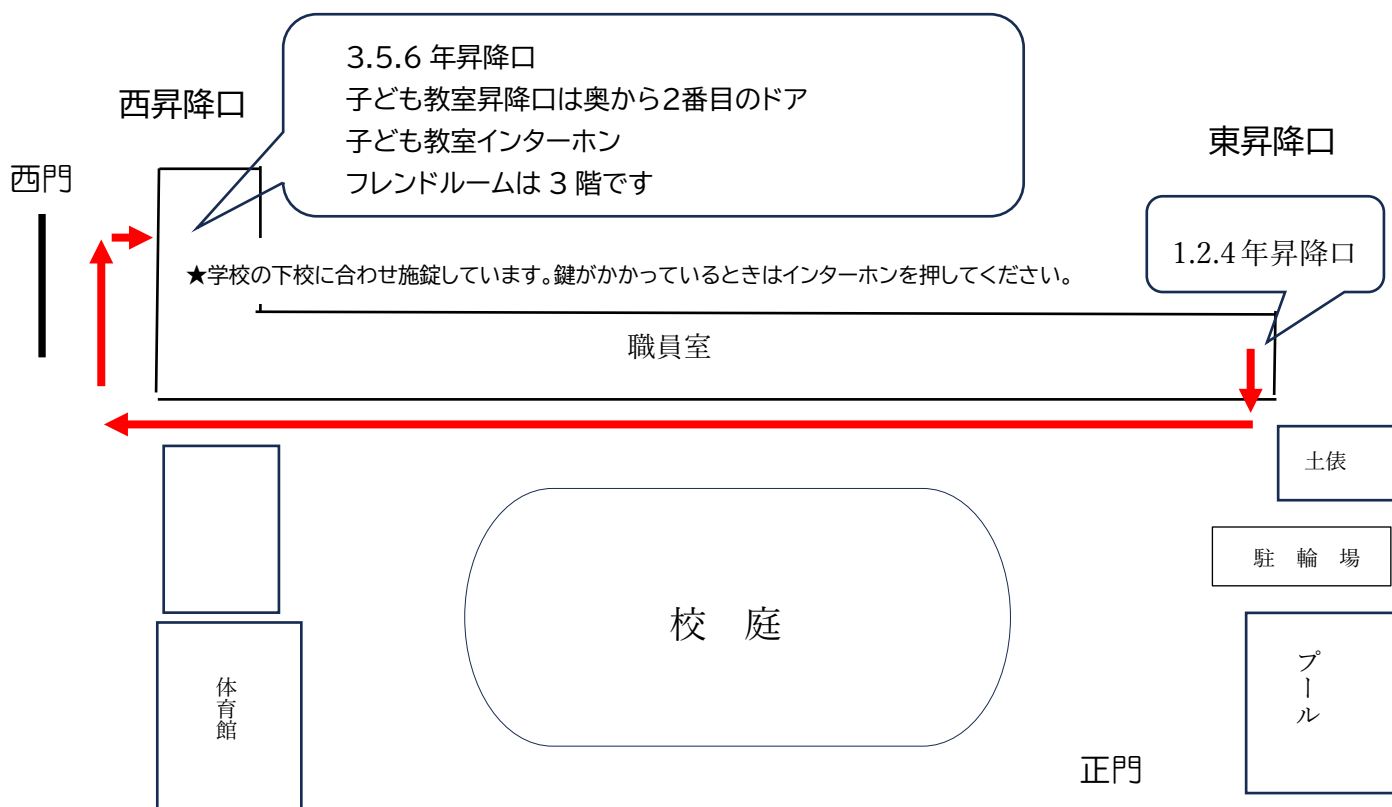 3.5.6 年昇降口
子ども教室昇降口は奥から2番目のドア
子ども教室インターホン
フレンドルームは 3 階です
西昇降口
東昇降口
西門
1.2.4 年昇降口
★学校の下校に合わせ施錠しています。鍵がかかっているときはインターホンを押してください。
職員室
土俵
駐 輪 場
校 庭
プール
体育館
正門